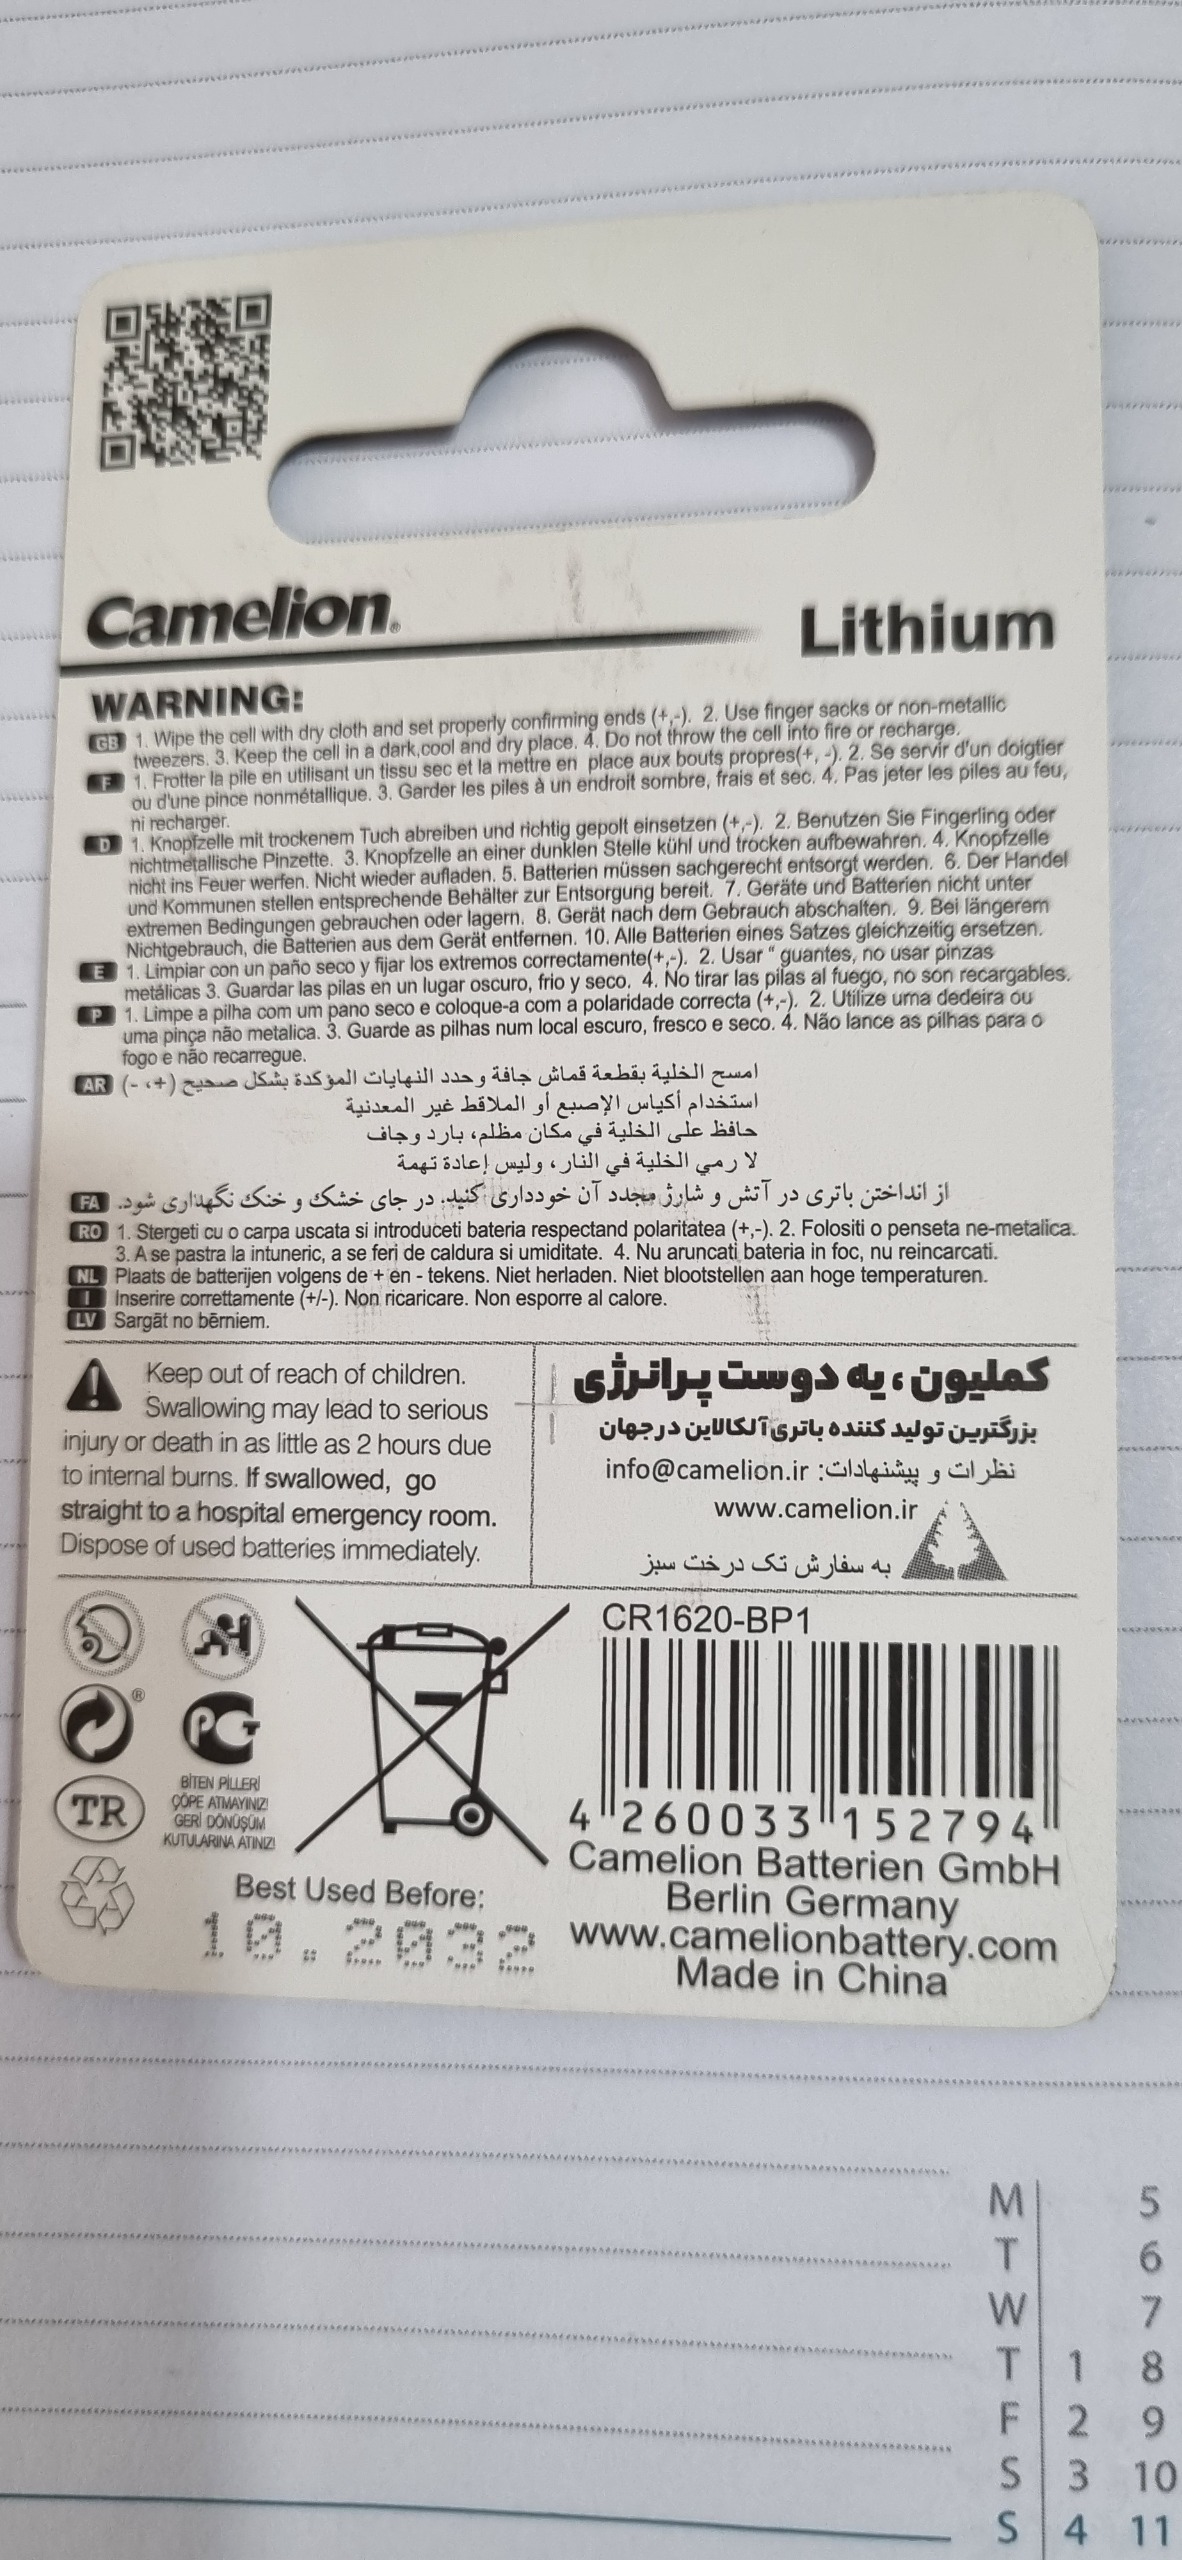 Camelion®
Lithium
WARNING:
GB 1. Wipe the cell with dry cloth and set properly confirming ends (+,-). 2. Use finger sacks or non-metallic
tweezers. 3. Keep the cell in a dark,cool and dry place. 4. Do not throw the cell into fire or recharge.
F 1. Frotter la pile en utilisant un tissu sec et la mettre en place aux bouts propres(+, -). 2. Se servir d'un doigtier
ou d'une pince nonmétallique. 3. Garder les piles à un endroit sombre, frais et sec. 4. Pas jeter les piles au feu,
ni recharger.
D 1. Knopfzelle mit trockenem Tuch abreiben und richtig gepolt einsetzen (+,-). 2. Benutzen Sie Fingerling oder
nichtmetallische Pinzette. 3. Knopfzelle an einer dunklen Stelle kühl und trocken aufbewahren. 4. Knopfzelle
nicht ins Feuer werfen. Nicht wieder aufladen. 5. Batterien müssen sachgerecht entsorgt werden. 6. Der Handel
und Kommunen stellen entsprechende Behälter zur Entsorgung bereit. 7. Geräte und Batterien nicht unter
extremen Bedingungen gebrauchen oder lagern. 8. Gerät nach dem Gebrauch abschalten. 9. Bei längerem
Nichtgebrauch, die Batterien aus dem Gerät entfernen. 10. Alle Batterien eines Satzes gleichzeitig ersetzen.
E 1. Limpiar con un paño seco y fijar los extremos correctamente(+,-). 2. Usar “ guantes, no usar pinzas
metálicas 3. Guardar las pilas en un lugar oscuro, frio y seco. 4. No tirar las pilas al fuego, no son recargables.
P 1. Limpe a pilha com um pano seco e coloque-a com a polaridade correcta (+,-). 2. Utilize uma dedeira ou
uma pinça não metalica. 3. Guarde as pilhas num local escuro, fresco e seco. 4. Não lance as pilhas para o
fogo e não recarregue.
AR امسح الخلية بقطعة قماش جافة وحدد النهايات المؤكدة بشكل صحيح (+، -)
استخدام أكياس الإصبع أو الملاقط غير المعدنية
حافظ على الخلية في مكان مظلم، بارد وجاف
لا رمي الخلية في النار، وليس إعادة تهمة
FA از انداختن باتری در آتش و شارژ مجدد آن خودداری کنید. در جای خشک و خنک نگهداری شود.
RO 1. Stergeti cu o carpa uscata si introduceti bateria respectand polaritatea (+,-). 2. Folositi o penseta ne-metalica.
3. A se pastra la intuneric, a se feri de caldura si umiditate. 4. Nu aruncati bateria in foc, nu reincarcati.
NL Plaats de batterijen volgens de + en - tekens. Niet herladen. Niet blootstellen aan hoge temperaturen.
I Inserire correttamente (+/-). Non ricaricare. Non esporre al calore.
LV Sargāt no bērniem.
Keep out of reach of children.
Swallowing may lead to serious
injury or death in as little as 2 hours due
to internal burns. If swallowed, go
straight to a hospital emergency room.
Dispose of used batteries immediately.
کملیون، یه دوست پرانرژی
بزرگترین تولید کننده باتری آلکالاین در جهان
نظرات و پیشنهادات: info@camelion.ir
www.camelion.ir
به سفارش تک درخت سبز
®
PG
TR
BİTEN PİLLERİ
ÇÖPE ATMAYINIZ!
GERİ DÖNÜŞÜM
KUTULARINA ATINIZ!
Best Used Before:
10.2032
CR1620-BP1
4 260033 152794
Camelion Batterien GmbH
Berlin Germany
www.camelionbattery.com
Made in China
M 5
T 6
W 7
T 1 8
F 2 9
S 3 10
S 4 11